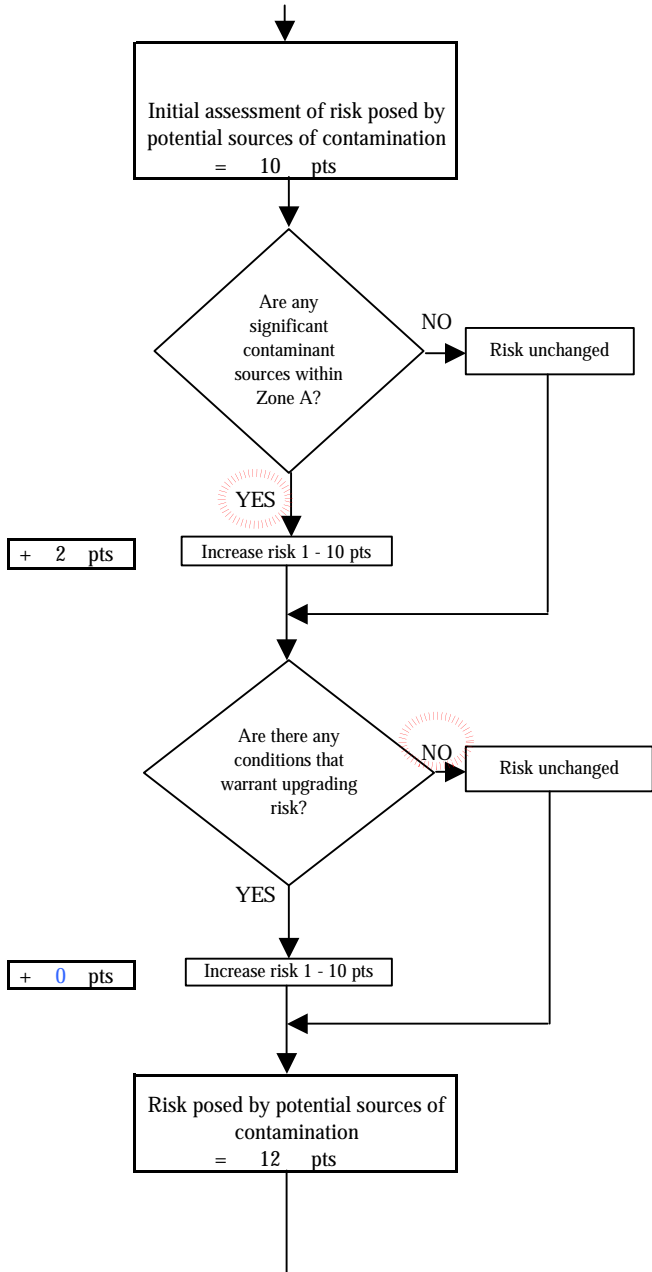 Initial assessment of risk posed by
potential sources of contamination
= 10 pts
Are any
significant
contaminant
sources within
Zone A?
NO
Risk unchanged
YES
+ 2 pts
Increase risk 1 - 10 pts
Are there any
conditions that
warrant upgrading
risk?
NO
Risk unchanged
YES
+ 0 pts
Increase risk 1 - 10 pts
Risk posed by potential sources of
contamination
= 12 pts